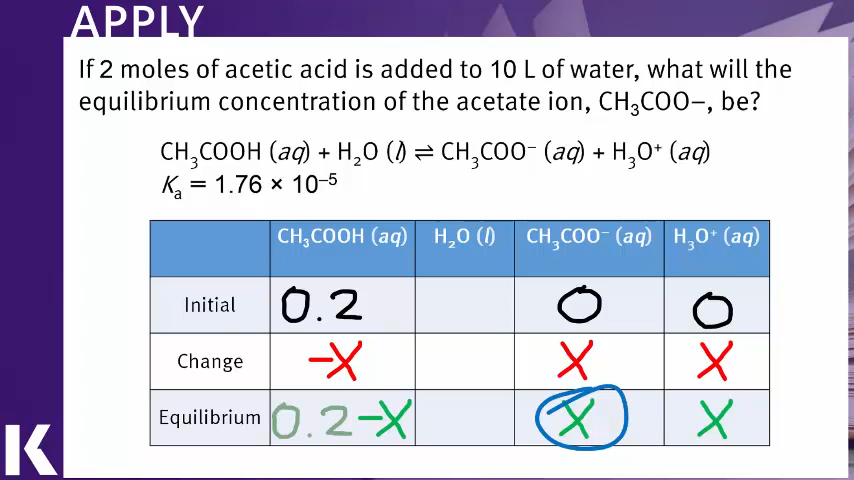 APPLY
If 2 moles of acetic acid is added to 10 L of water, what will the
equilibrium concentration of the acetate ion, CH₃COO–, be?
CH₃COOH (aq) + H₂O (l) ⇌ CH₃COO⁻ (aq) + H₃O⁺ (aq)
Kₐ = 1.76 × 10⁻⁵
CH₃COOH (aq) H₂O (l) CH₃COO⁻ (aq) H₃O⁺ (aq)
Initial 0.2 0 0
Change -X X X
Equilibrium 0.2-X X X
K